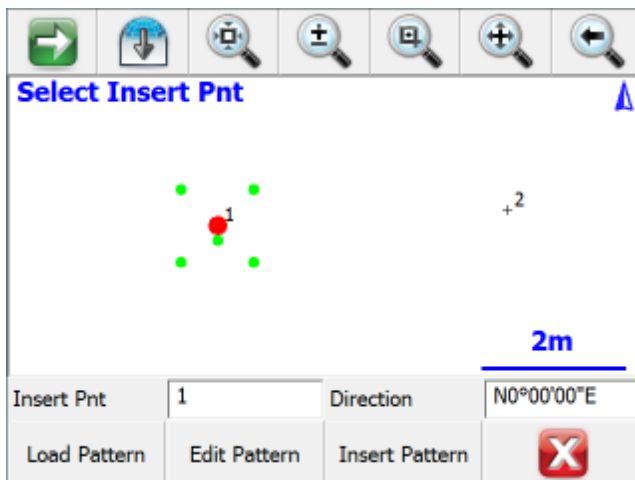 Select Insert Pnt
1
2
2m
Insert Pnt 1 Direction N0°00'00"E
Load Pattern Edit Pattern Insert Pattern